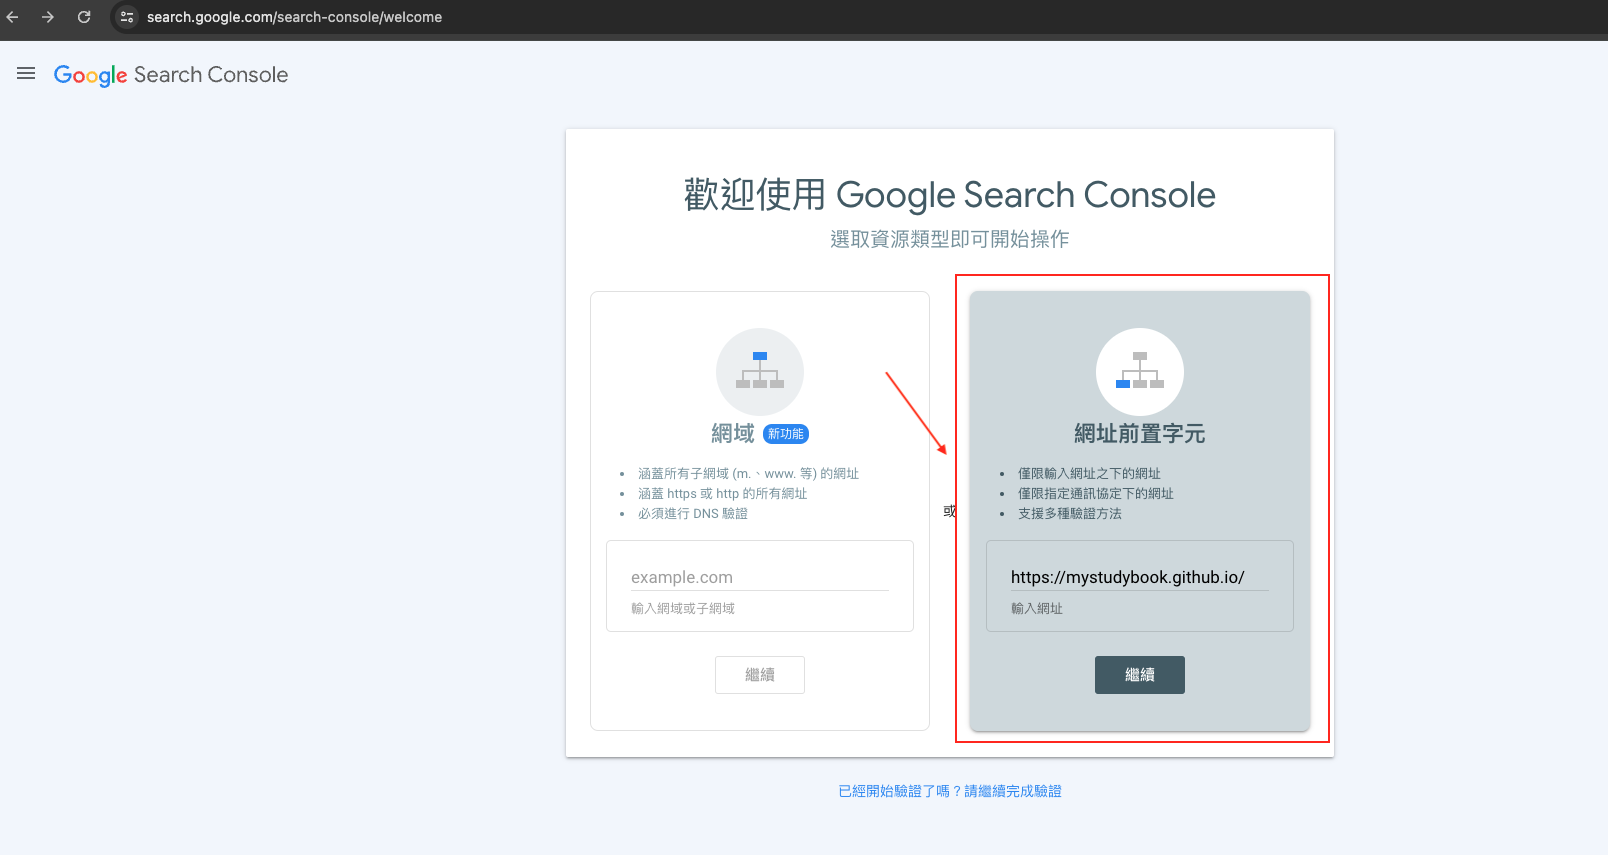 search.google.com/search-console/welcome
Google Search Console
歡迎使用 Google Search Console
選取資源類型即可開始操作
網域 新功能
• 涵蓋所有子網域 (m.、www. 等) 的網址
• 涵蓋 https 或 http 的所有網址
• 必須進行 DNS 驗證
example.com
輸入網域或子網域
繼續
或
網址前置字元
• 僅限輸入網址之下的網址
• 僅限指定通訊協定下的網址
• 支援多種驗證方法
https://mystudybook.github.io/
輸入網址
繼續
已經開始驗證了嗎？請繼續完成驗證